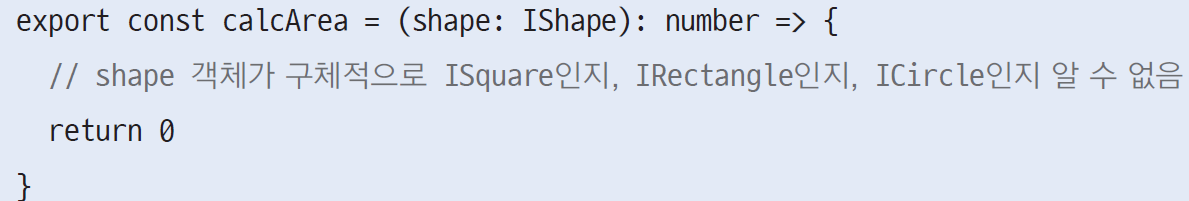 export const calcArea = (shape: IShape): number => {
  // shape 객체가 구체적으로 ISquare인지, IRectangle인지, ICircle인지 알 수 없음
  return 0
}